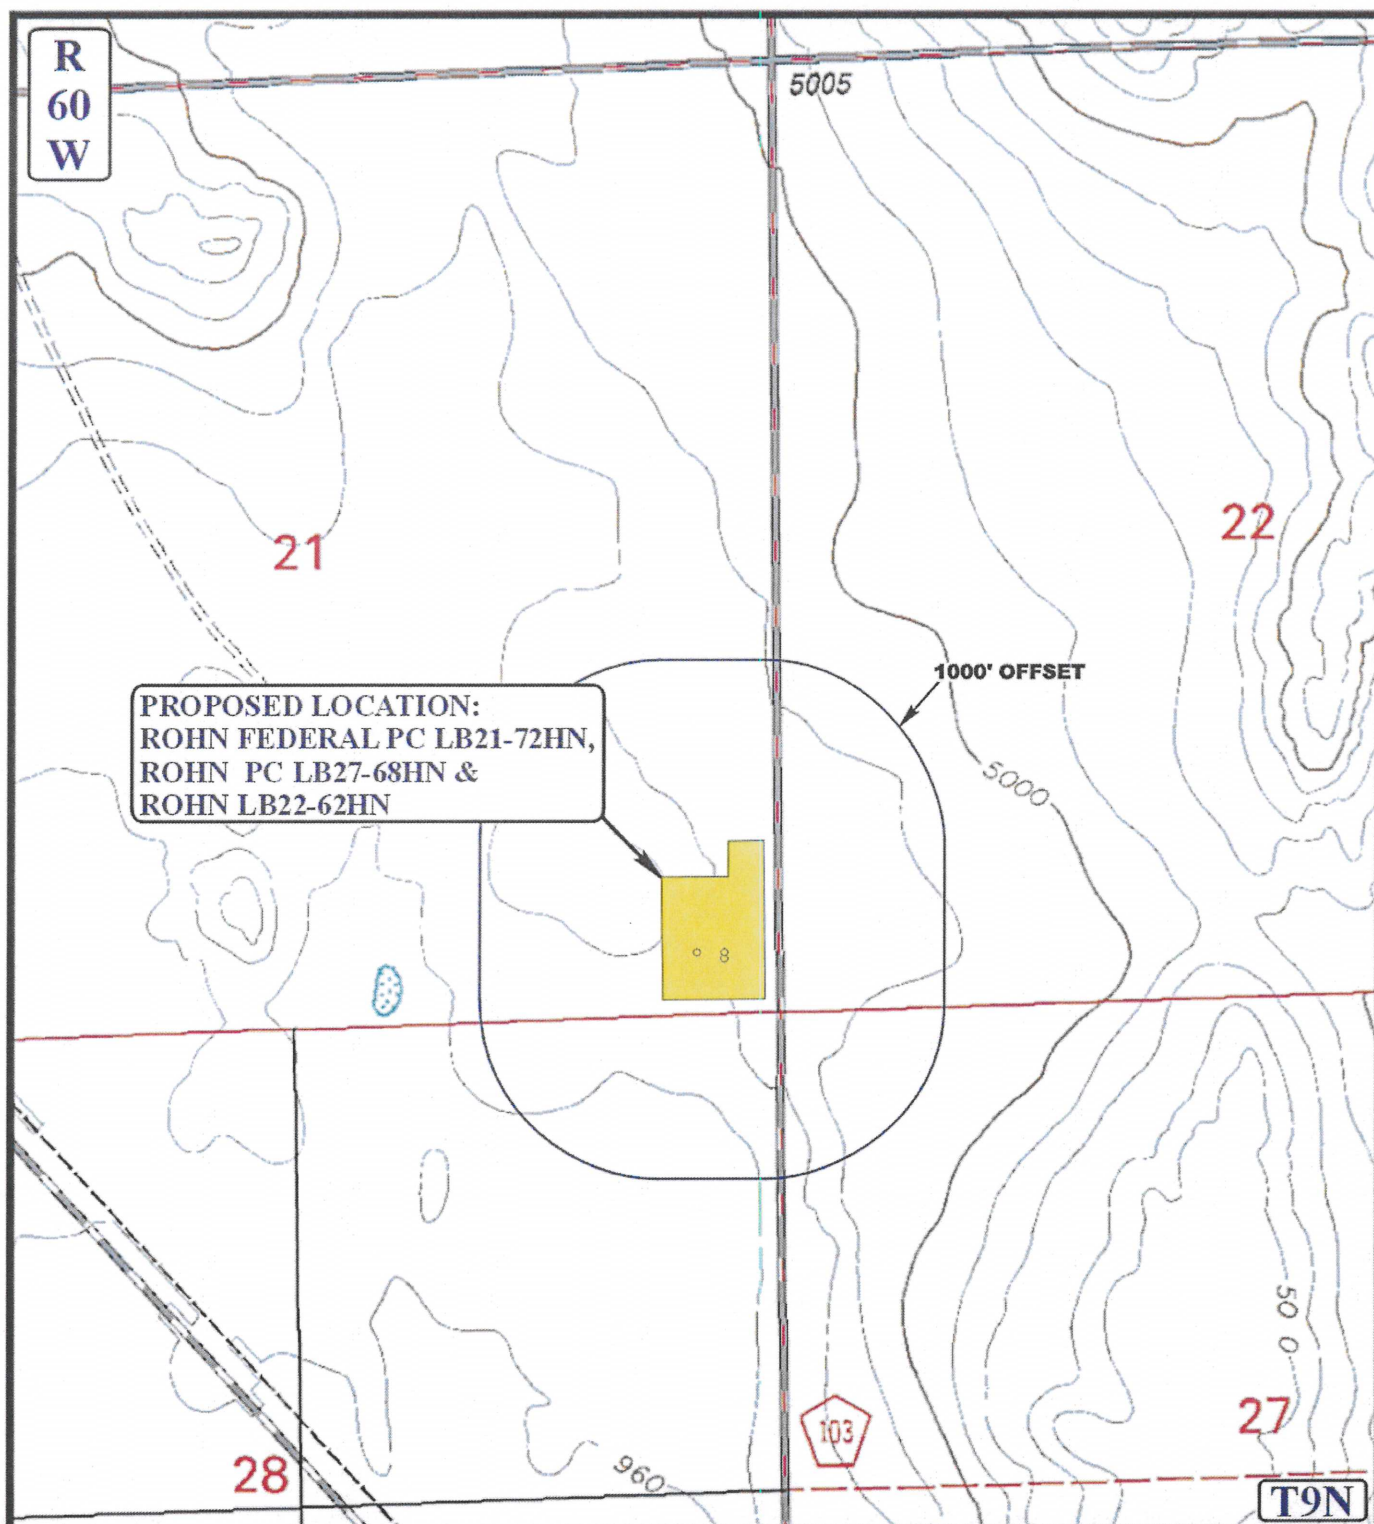 R
60
W
5005
21
22
1000' OFFSET
PROPOSED LOCATION:
ROHN FEDERAL PC LB21-72HN,
ROHN PC LB27-68HN &
ROHN LB22-62HN
5000
50 0
103
27
28
960
T9N